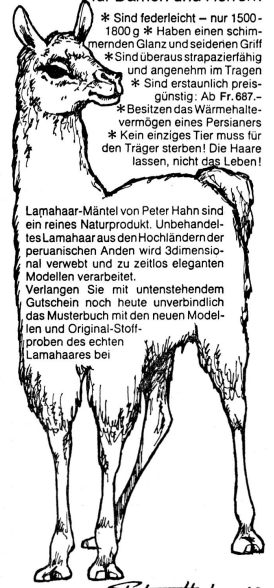 für Damen und Herren
* Sind federleicht – nur 1500-
1800 g * Haben einen schim-
mernden Glanz und seidenen Griff
* Sind überaus strapazierfähig
und angenehm im Tragen
* Sind erstaunlich preis-
günstig: Ab Fr. 687.–
* Besitzen das Wärmehalte-
vermögen eines Persianers
* Kein einziges Tier muss für
den Träger sterben! Die Haare
lassen, nicht das Leben!
Lamahaar-Mäntel von Peter Hahn sind
ein reines Naturprodukt. Unbehandel-
tes Lamahaar aus den Hochländern der
peruanischen Anden wird 3dimensio-
nal verwebt und zu zeitlos eleganten
Modellen verarbeitet.
Verlangen Sie mit untenstehendem
Gutschein noch heute unverbindlich
das Musterbuch mit den neuen Model-
len und Original-Stoff-
proben des echten
Lamahaares bei